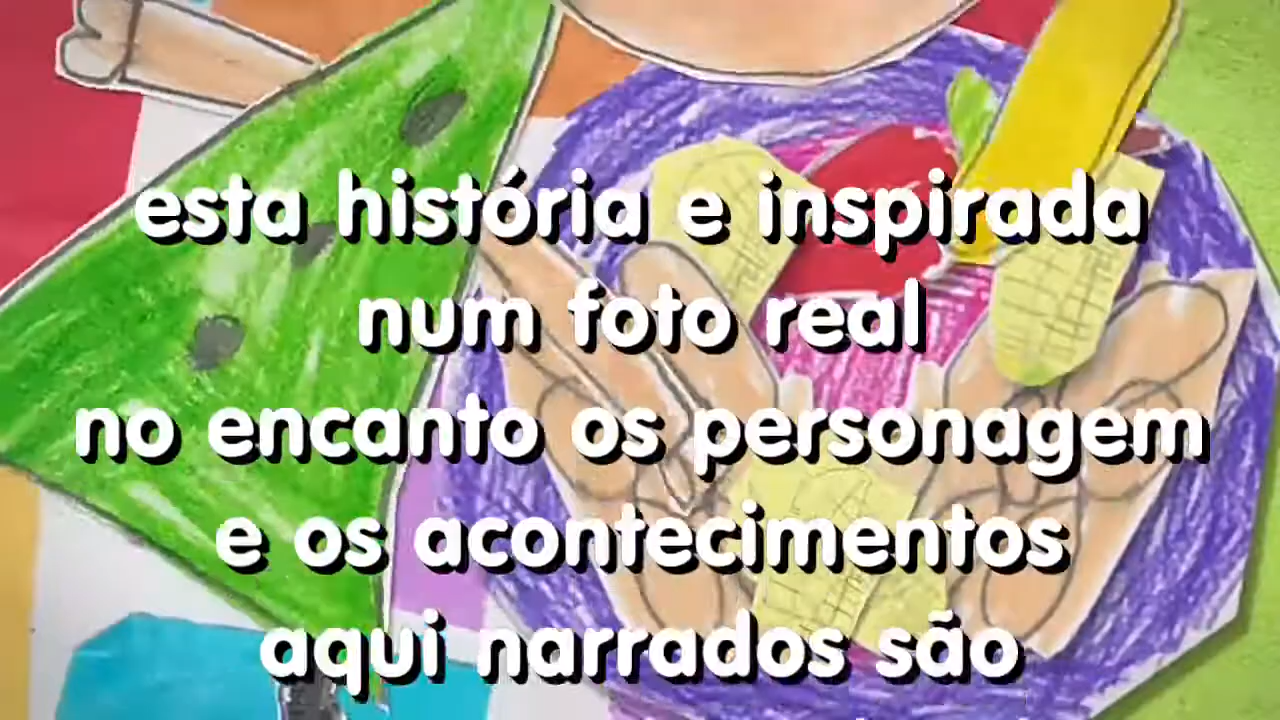 esta história e inspirada
num foto real
no encanto os personagem
e os acontecimentos
aqui narrados são